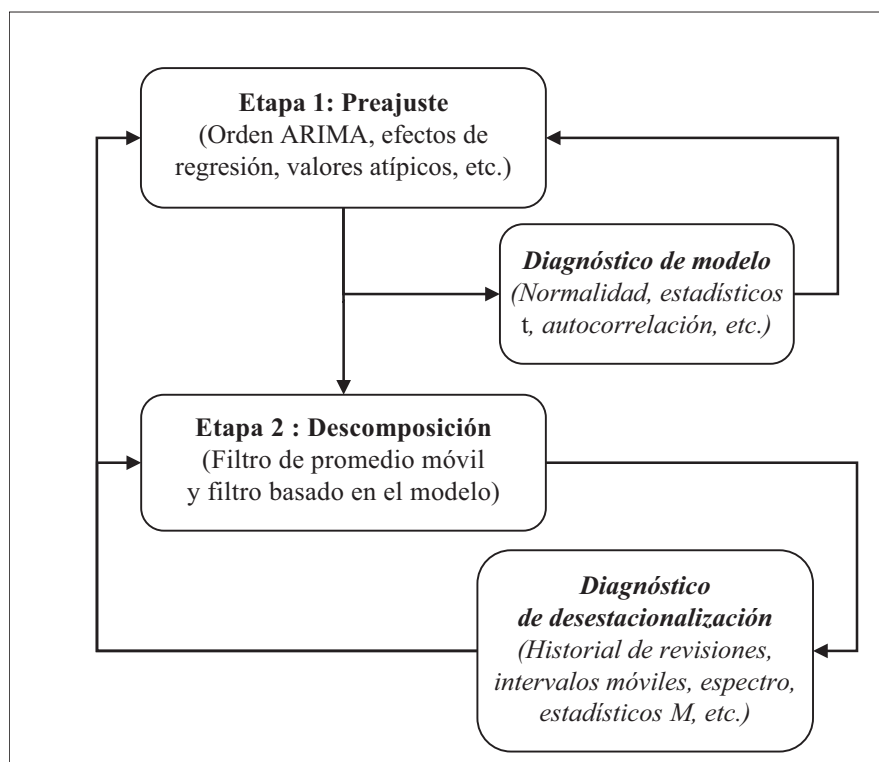 Etapa 1: Preajuste
(Orden ARIMA, efectos de
regresión, valores atípicos, etc.)
Diagnóstico de modelo
(Normalidad, estadísticos
t, autocorrelación, etc.)
Etapa 2 : Descomposición
(Filtro de promedio móvil
y filtro basado en el modelo)
Diagnóstico
de desestacionalización
(Historial de revisiones,
intervalos móviles, espectro,
estadísticos M, etc.)